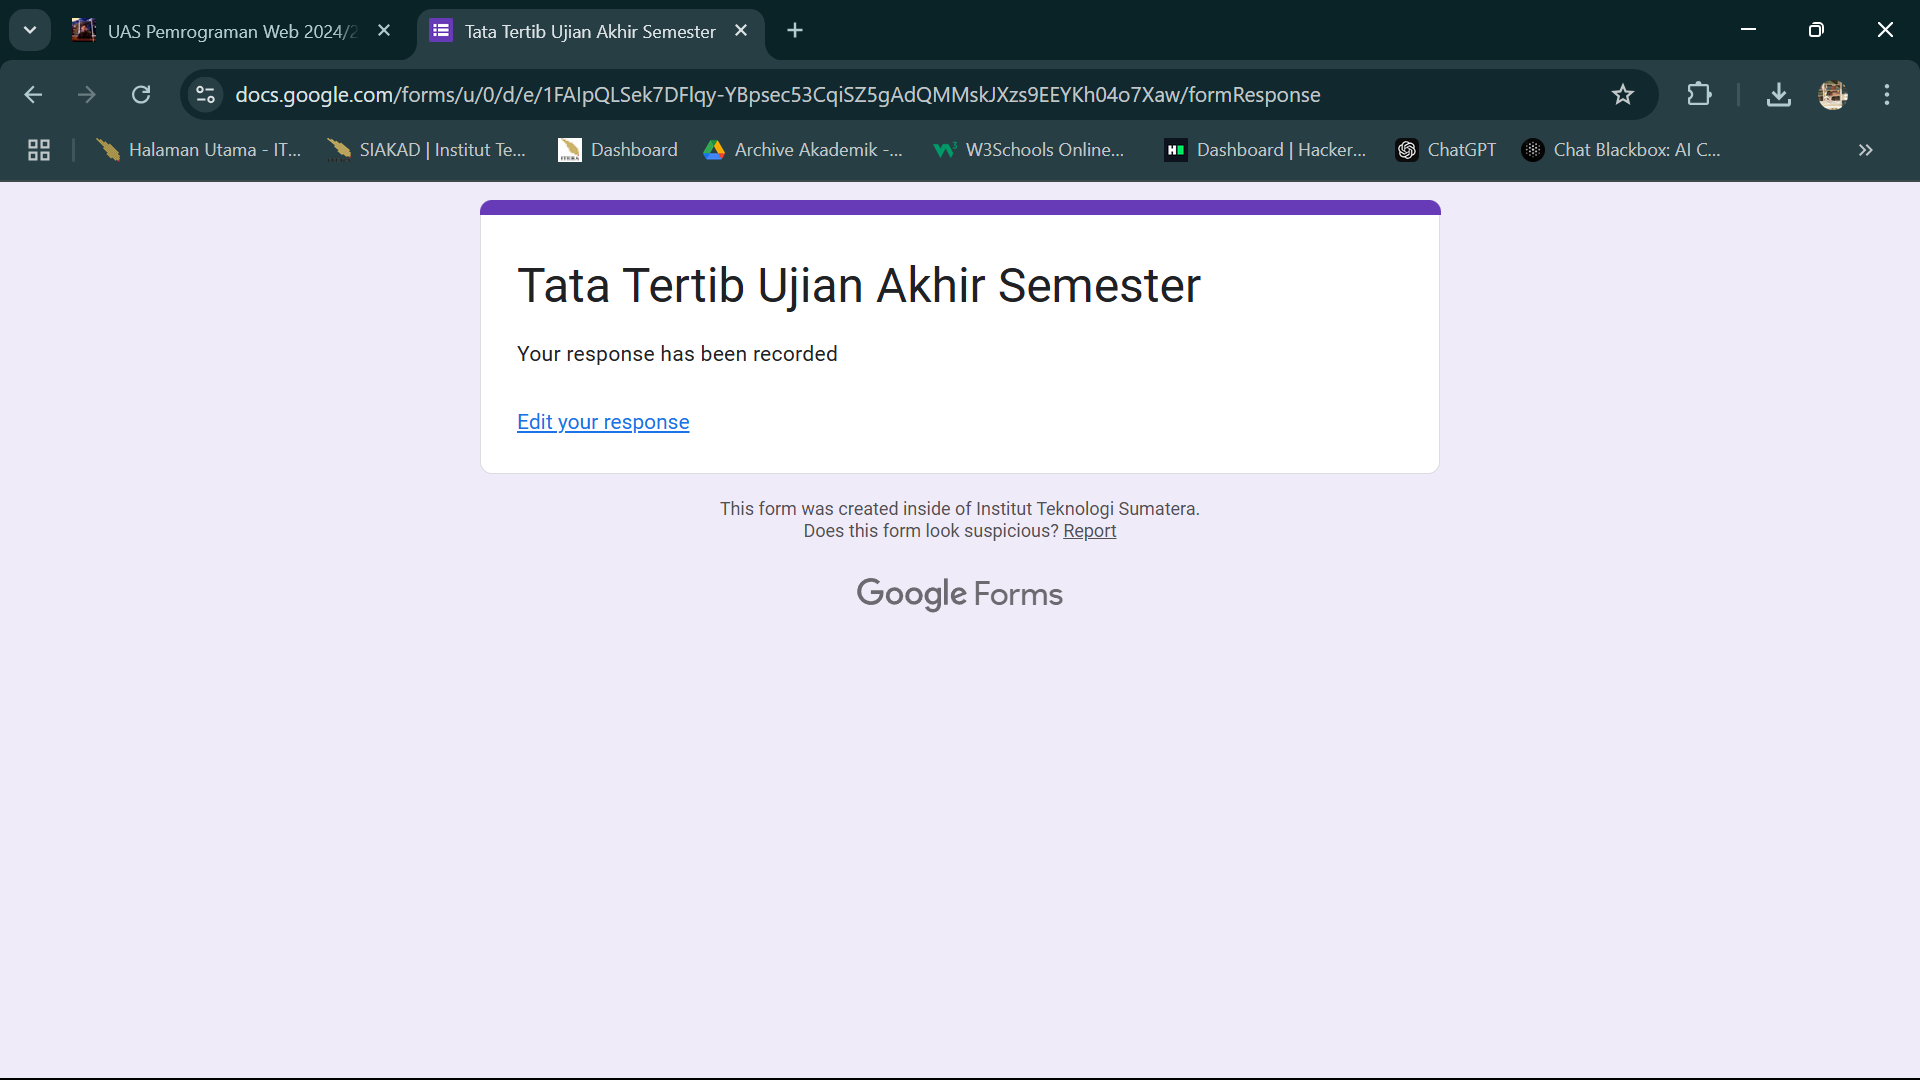 UAS Pemrograman Web 2024/2
Tata Tertib Ujian Akhir Semester
docs.google.com/forms/u/0/d/e/1FAIpQLSek7DFlqy-YBpsec53CqiSZ5gAdQMMskJXzs9EEYKh04o7Xaw/formResponse
Halaman Utama - IT...
SIAKAD | Institut Te...
Dashboard
Archive Akademik -...
W3Schools Online...
Dashboard | Hacker...
ChatGPT
Chat Blackbox: AI C...
Tata Tertib Ujian Akhir Semester
Your response has been recorded
Edit your response
This form was created inside of Institut Teknologi Sumatera.
Does this form look suspicious? Report
Google Forms